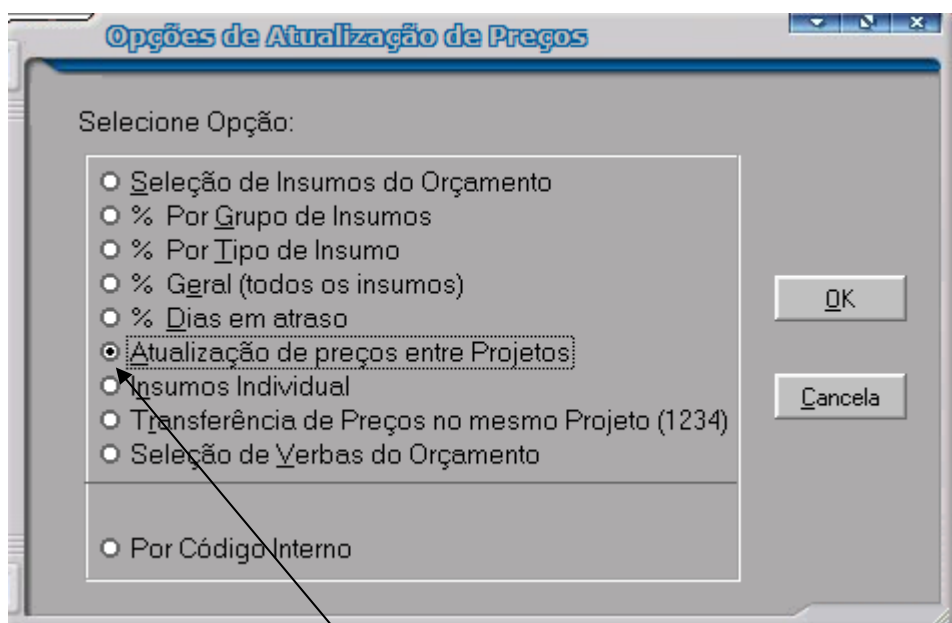 Opções de Atualização de Preços
Selecione Opção:
Seleção de Insumos do Orçamento
% Por Grupo de Insumos
% Por Tipo de Insumo
% Geral (todos os insumos)
% Dias em atraso
Atualização de preços entre Projetos
Insumos Individual
Transferência de Preços no mesmo Projeto (1234)
Seleção de Verbas do Orçamento
Por Código Interno
OK
Cancela